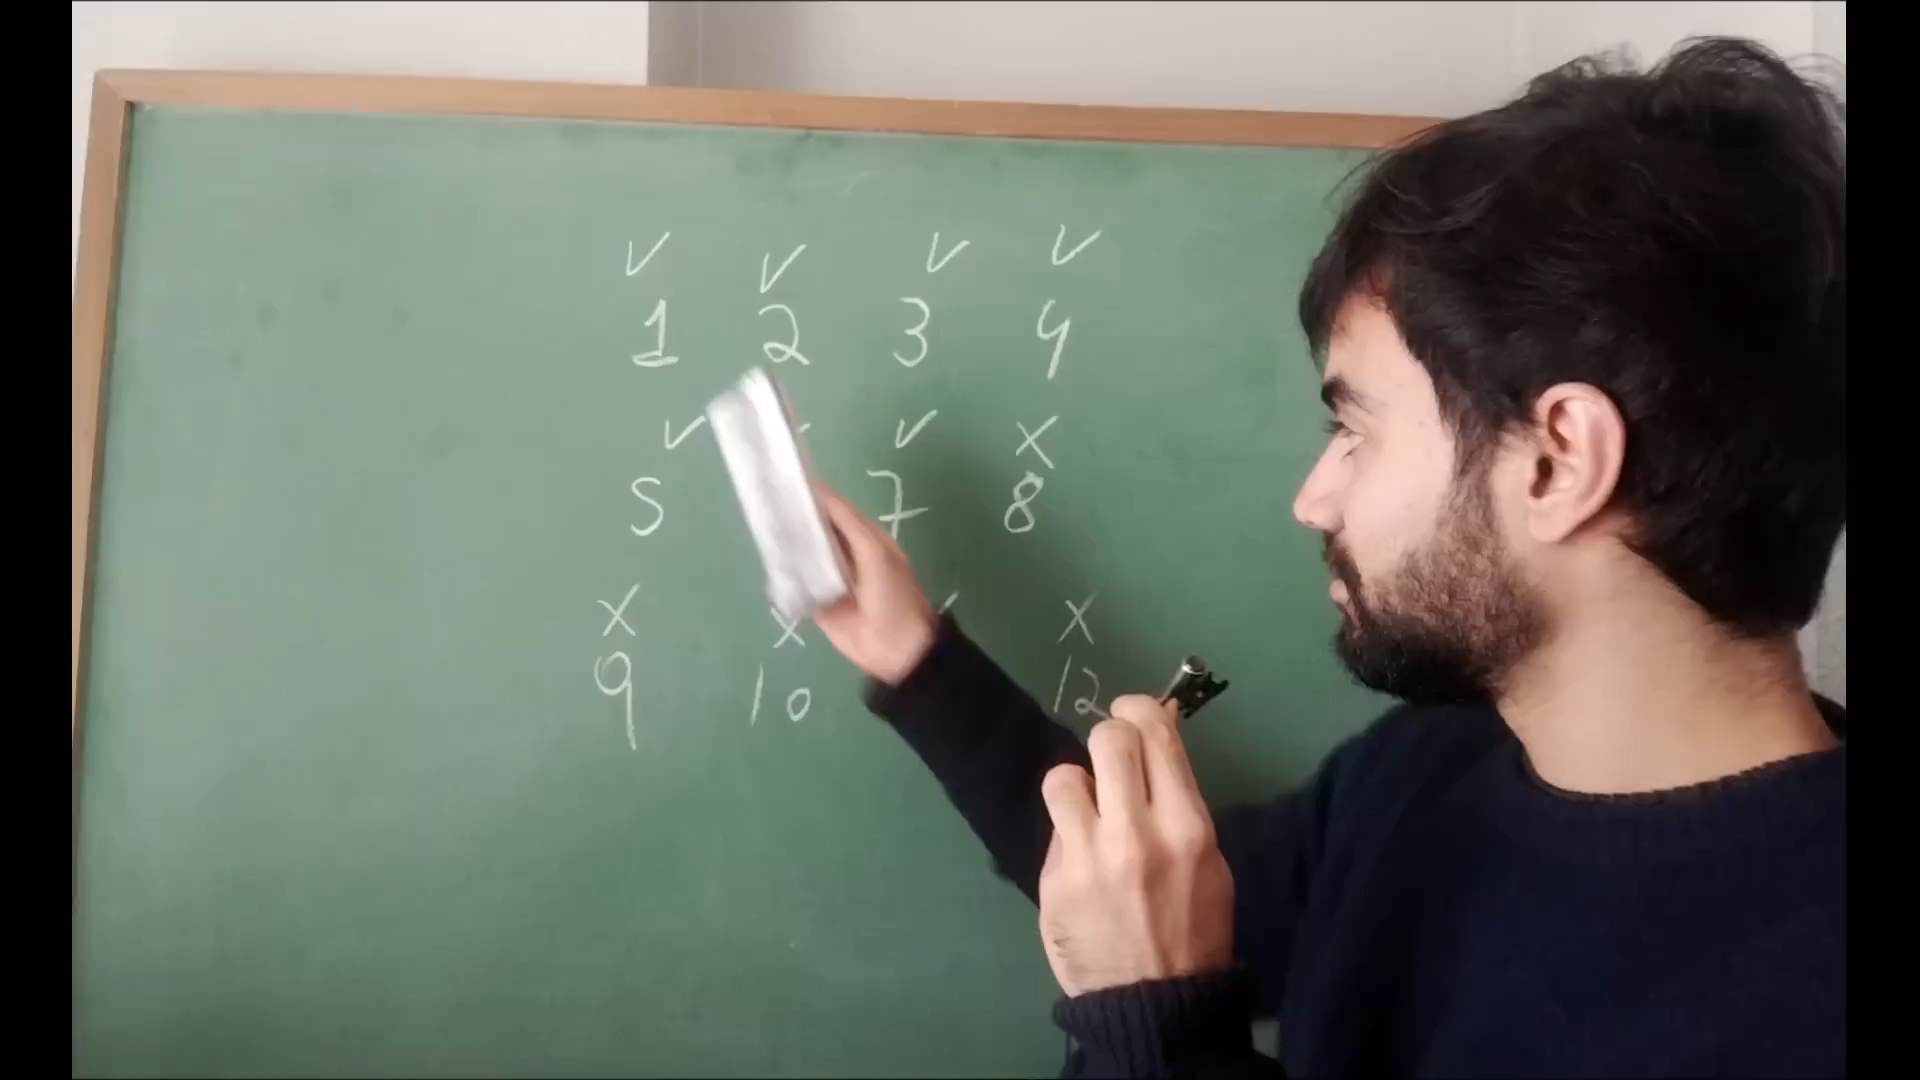 ✓ ✓ ✓ ✓
1 2 3 4
✓ ✓ X
5 7 8
X X X
9 10 12